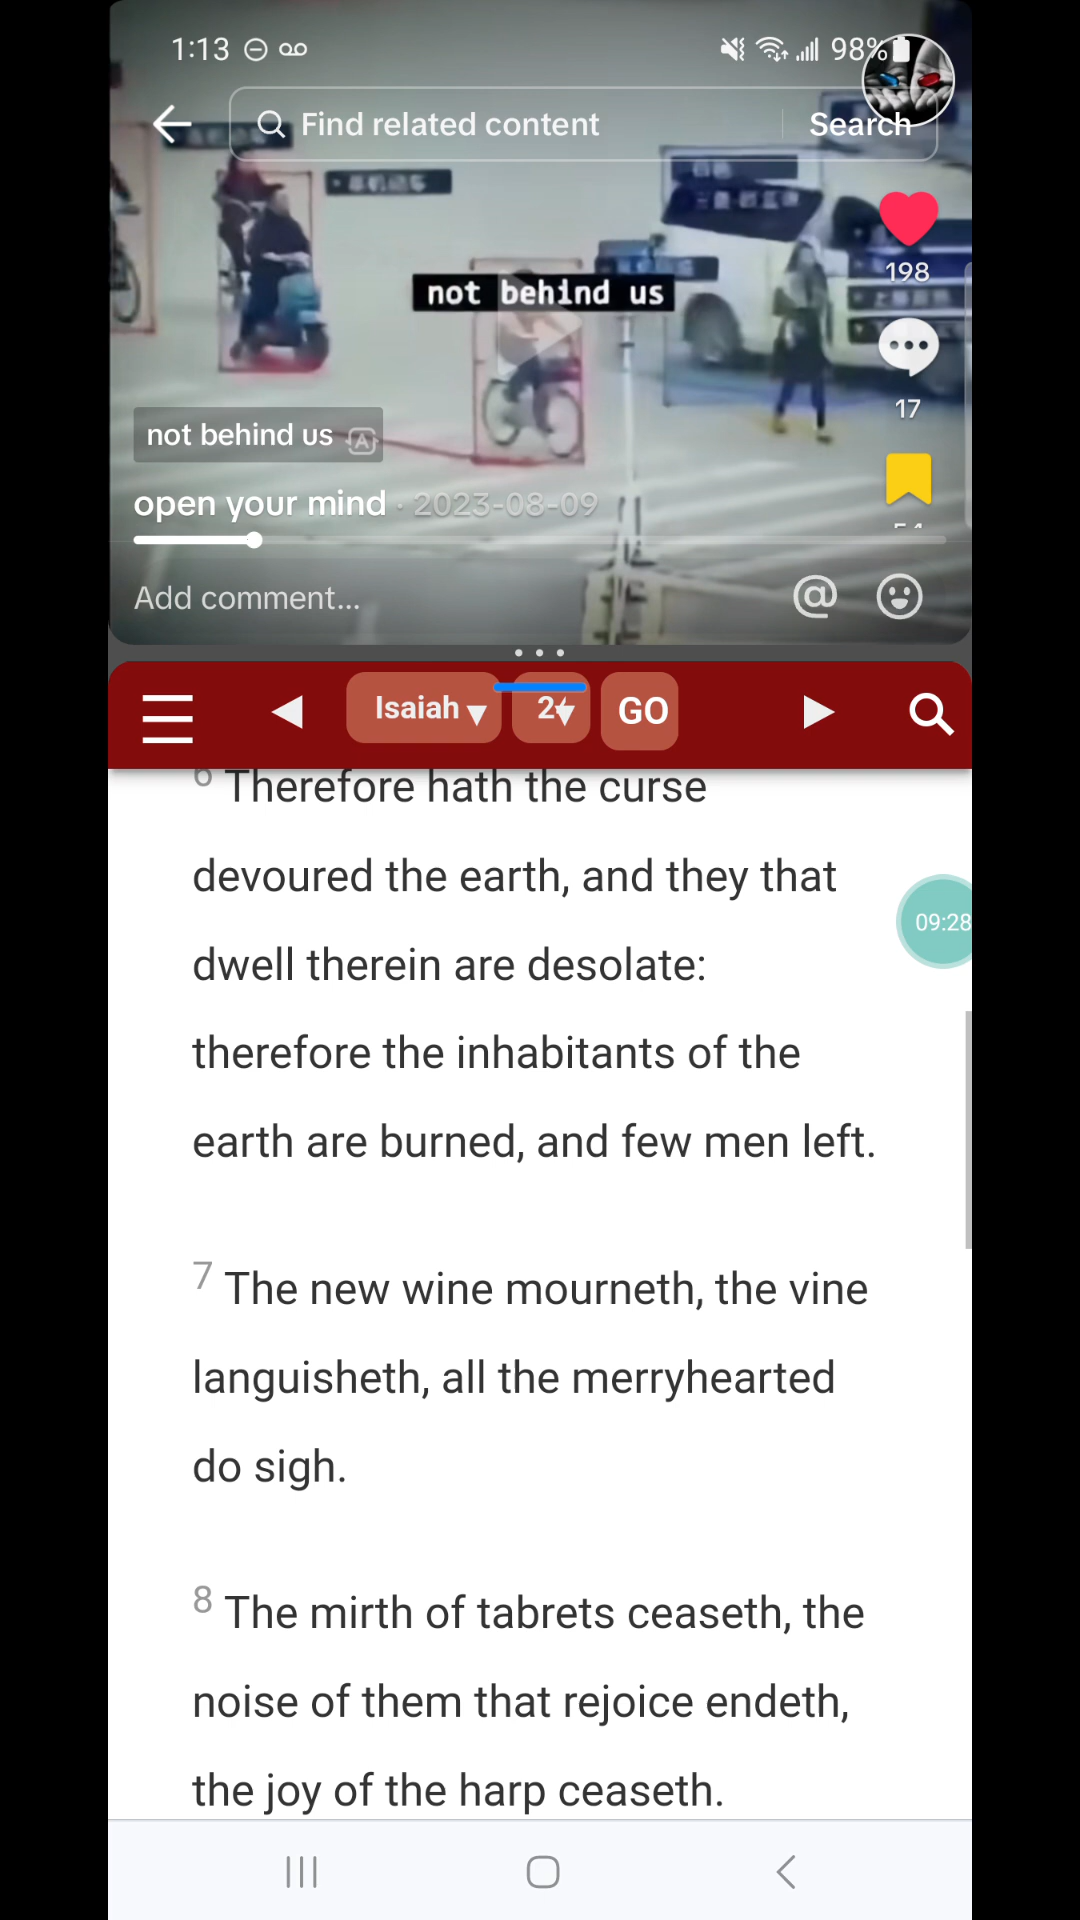 1:13
98%
Find related content
Search
198
not behind us
17
not behind us
open your mind · 2023-08-09
Add comment...
Isaiah
GO
6 Therefore hath the curse
devoured the earth, and they that
dwell therein are desolate:
therefore the inhabitants of the
earth are burned, and few men left.
09:28
7 The new wine mourneth, the vine
languisheth, all the merryhearted
do sigh.
8 The mirth of tabrets ceaseth, the
noise of them that rejoice endeth,
the joy of the harp ceaseth.